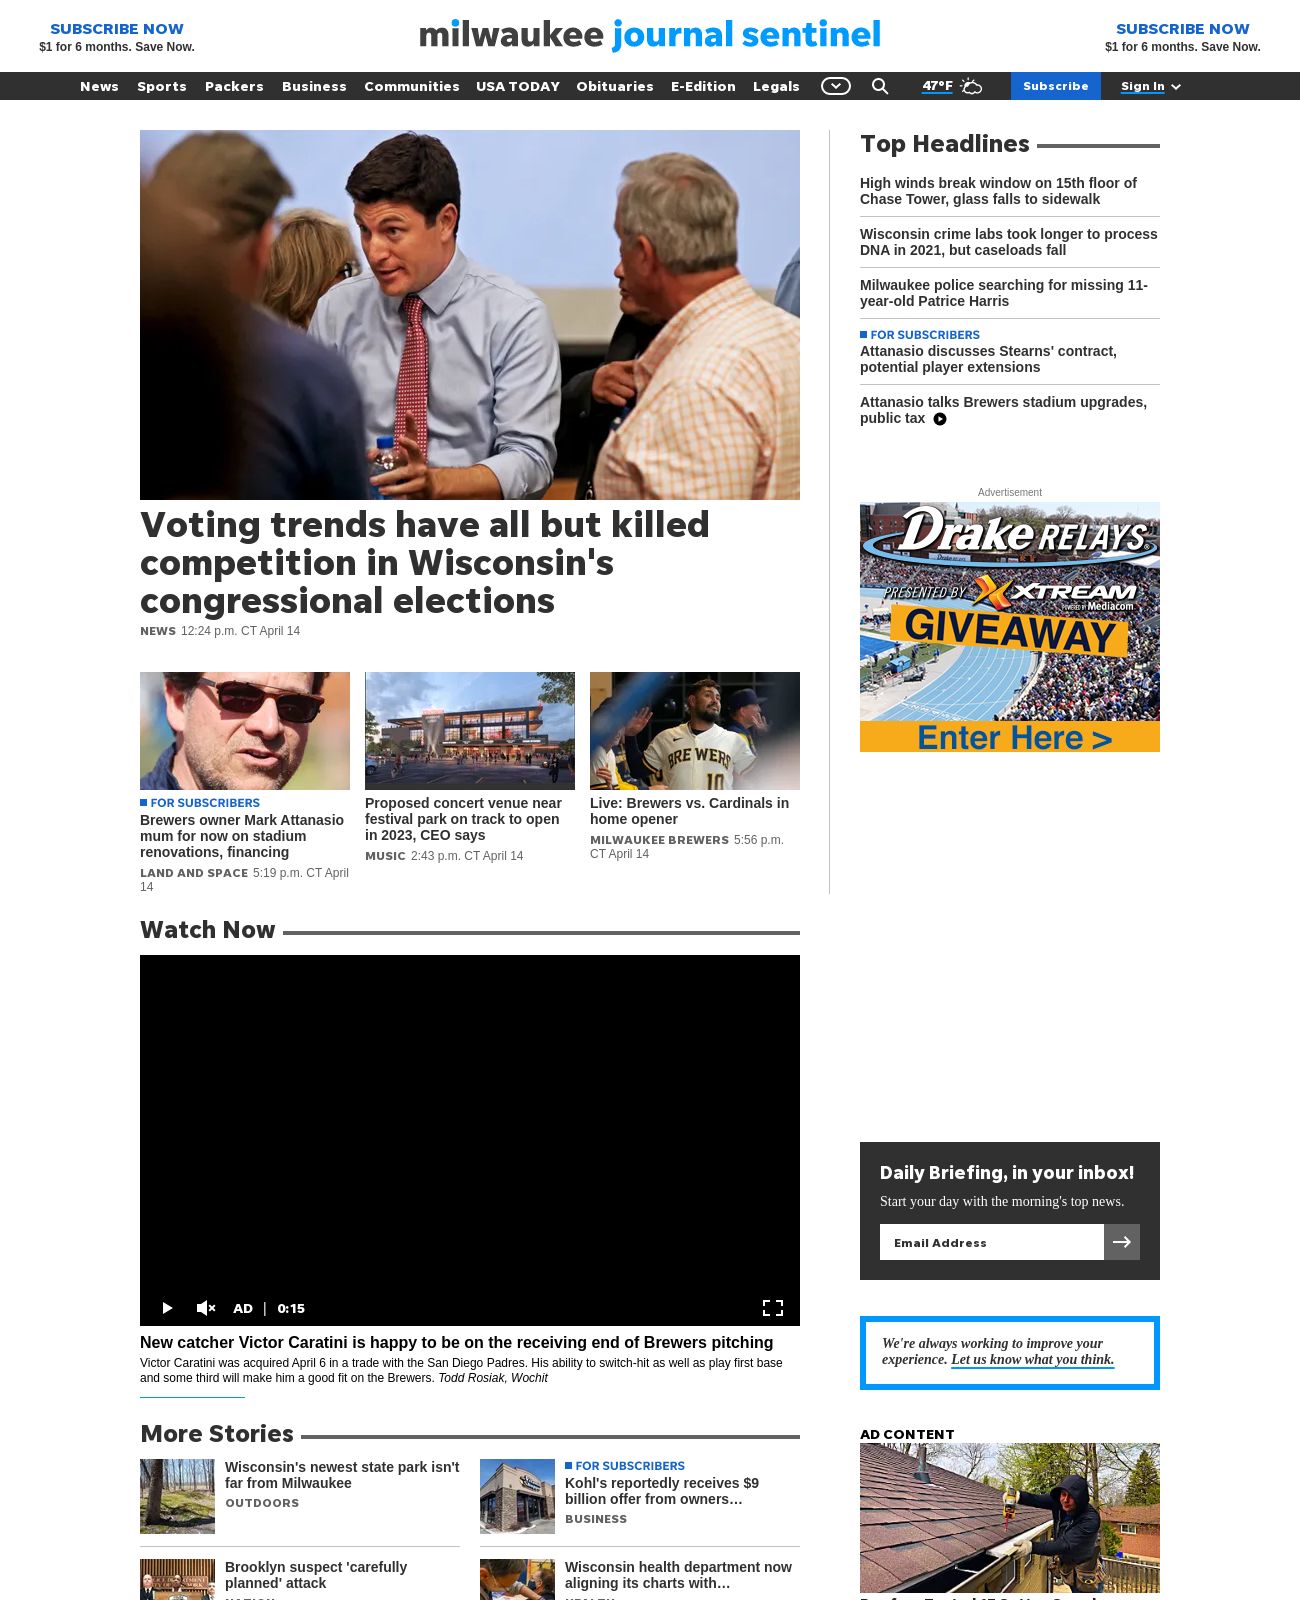 SUBSCRIBE NOW
$1 for 6 months. Save Now.
milwaukee journal sentinel
SUBSCRIBE NOW
$1 for 6 months. Save Now.
News Sports Packers Business Communities USA TODAY Obituaries E-Edition Legals 47°F Subscribe Sign In
Voting trends have all but killed
competition in Wisconsin's
congressional elections
NEWS 12:24 p.m. CT April 14
BREWERS
10
FOR SUBSCRIBERS
Brewers owner Mark Attanasio
mum for now on stadium
renovations, financing
LAND AND SPACE 5:19 p.m. CT April
14
Proposed concert venue near
festival park on track to open
in 2023, CEO says
MUSIC 2:43 p.m. CT April 14
Live: Brewers vs. Cardinals in
home opener
MILWAUKEE BREWERS 5:56 p.m.
CT April 14
Top Headlines
High winds break window on 15th floor of
Chase Tower, glass falls to sidewalk
Wisconsin crime labs took longer to process
DNA in 2021, but caseloads fall
Milwaukee police searching for missing 11-
year-old Patrice Harris
FOR SUBSCRIBERS
Attanasio discusses Stearns' contract,
potential player extensions
Attanasio talks Brewers stadium upgrades,
public tax
Advertisement
Drake RELAYS
PRESENTED BY XTREAM
POWERED BY Mediacom
GIVEAWAY
Enter Here >
Watch Now
AD | 0:15
New catcher Victor Caratini is happy to be on the receiving end of Brewers pitching
Victor Caratini was acquired April 6 in a trade with the San Diego Padres. His ability to switch-hit as well as play first base
and some third will make him a good fit on the Brewers. Todd Rosiak, Wochit
Daily Briefing, in your inbox!
Start your day with the morning's top news.
Email Address
We're always working to improve your
experience. Let us know what you think.
More Stories
Wisconsin's newest state park isn't
far from Milwaukee
OUTDOORS
FOR SUBSCRIBERS
Kohl's reportedly receives $9
billion offer from owners…
BUSINESS
Brooklyn suspect 'carefully
planned' attack
Wisconsin health department now
aligning its charts with…
AD CONTENT